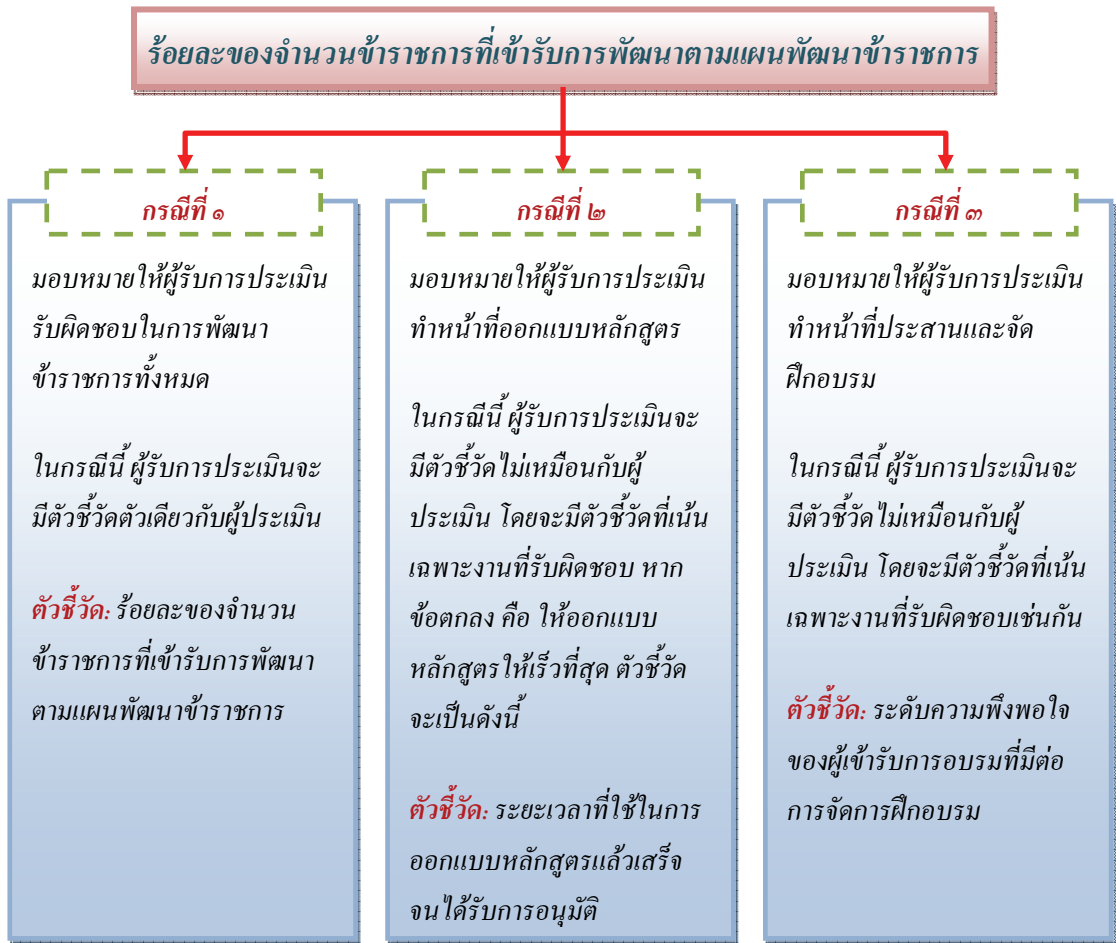 ร้อยละของจำนวนข้าราชการที่เข้ารับการพัฒนาตามแผนพัฒนาข้าราชการ
กรณีที่ ๑
มอบหมายให้ผู้รับการประเมิน
รับผิดชอบในการพัฒนา
ข้าราชการทั้งหมด
ในกรณีนี้ ผู้รับการประเมินจะ
มีตัวชี้วัดตัวเดียวกับผู้ประเมิน
ตัวชี้วัด: ร้อยละของจำนวน
ข้าราชการที่เข้ารับการพัฒนา
ตามแผนพัฒนาข้าราชการ
กรณีที่ ๒
มอบหมายให้ผู้รับการประเมิน
ทำหน้าที่ออกแบบหลักสูตร
ในกรณีนี้ ผู้รับการประเมินจะ
มีตัวชี้วัดไม่เหมือนกับผู้
ประเมิน โดยจะมีตัวชี้วัดที่เน้น
เฉพาะงานที่รับผิดชอบ หาก
ข้อตกลง คือ ให้ออกแบบ
หลักสูตรให้เร็วที่สุด ตัวชี้วัด
จะเป็นดังนี้
ตัวชี้วัด: ระยะเวลาที่ใช้ในการ
ออกแบบหลักสูตรแล้วเสร็จ
จนได้รับการอนุมัติ
กรณีที่ ๓
มอบหมายให้ผู้รับการประเมิน
ทำหน้าที่ประสานและจัด
ฝึกอบรม
ในกรณีนี้ ผู้รับการประเมินจะ
มีตัวชี้วัดไม่เหมือนกับผู้
ประเมิน โดยจะมีตัวชี้วัดที่เน้น
เฉพาะงานที่รับผิดชอบเช่นกัน
ตัวชี้วัด: ระดับความพึงพอใจ
ของผู้เข้ารับการอบรมที่มีต่อ
การจัดการฝึกอบรม